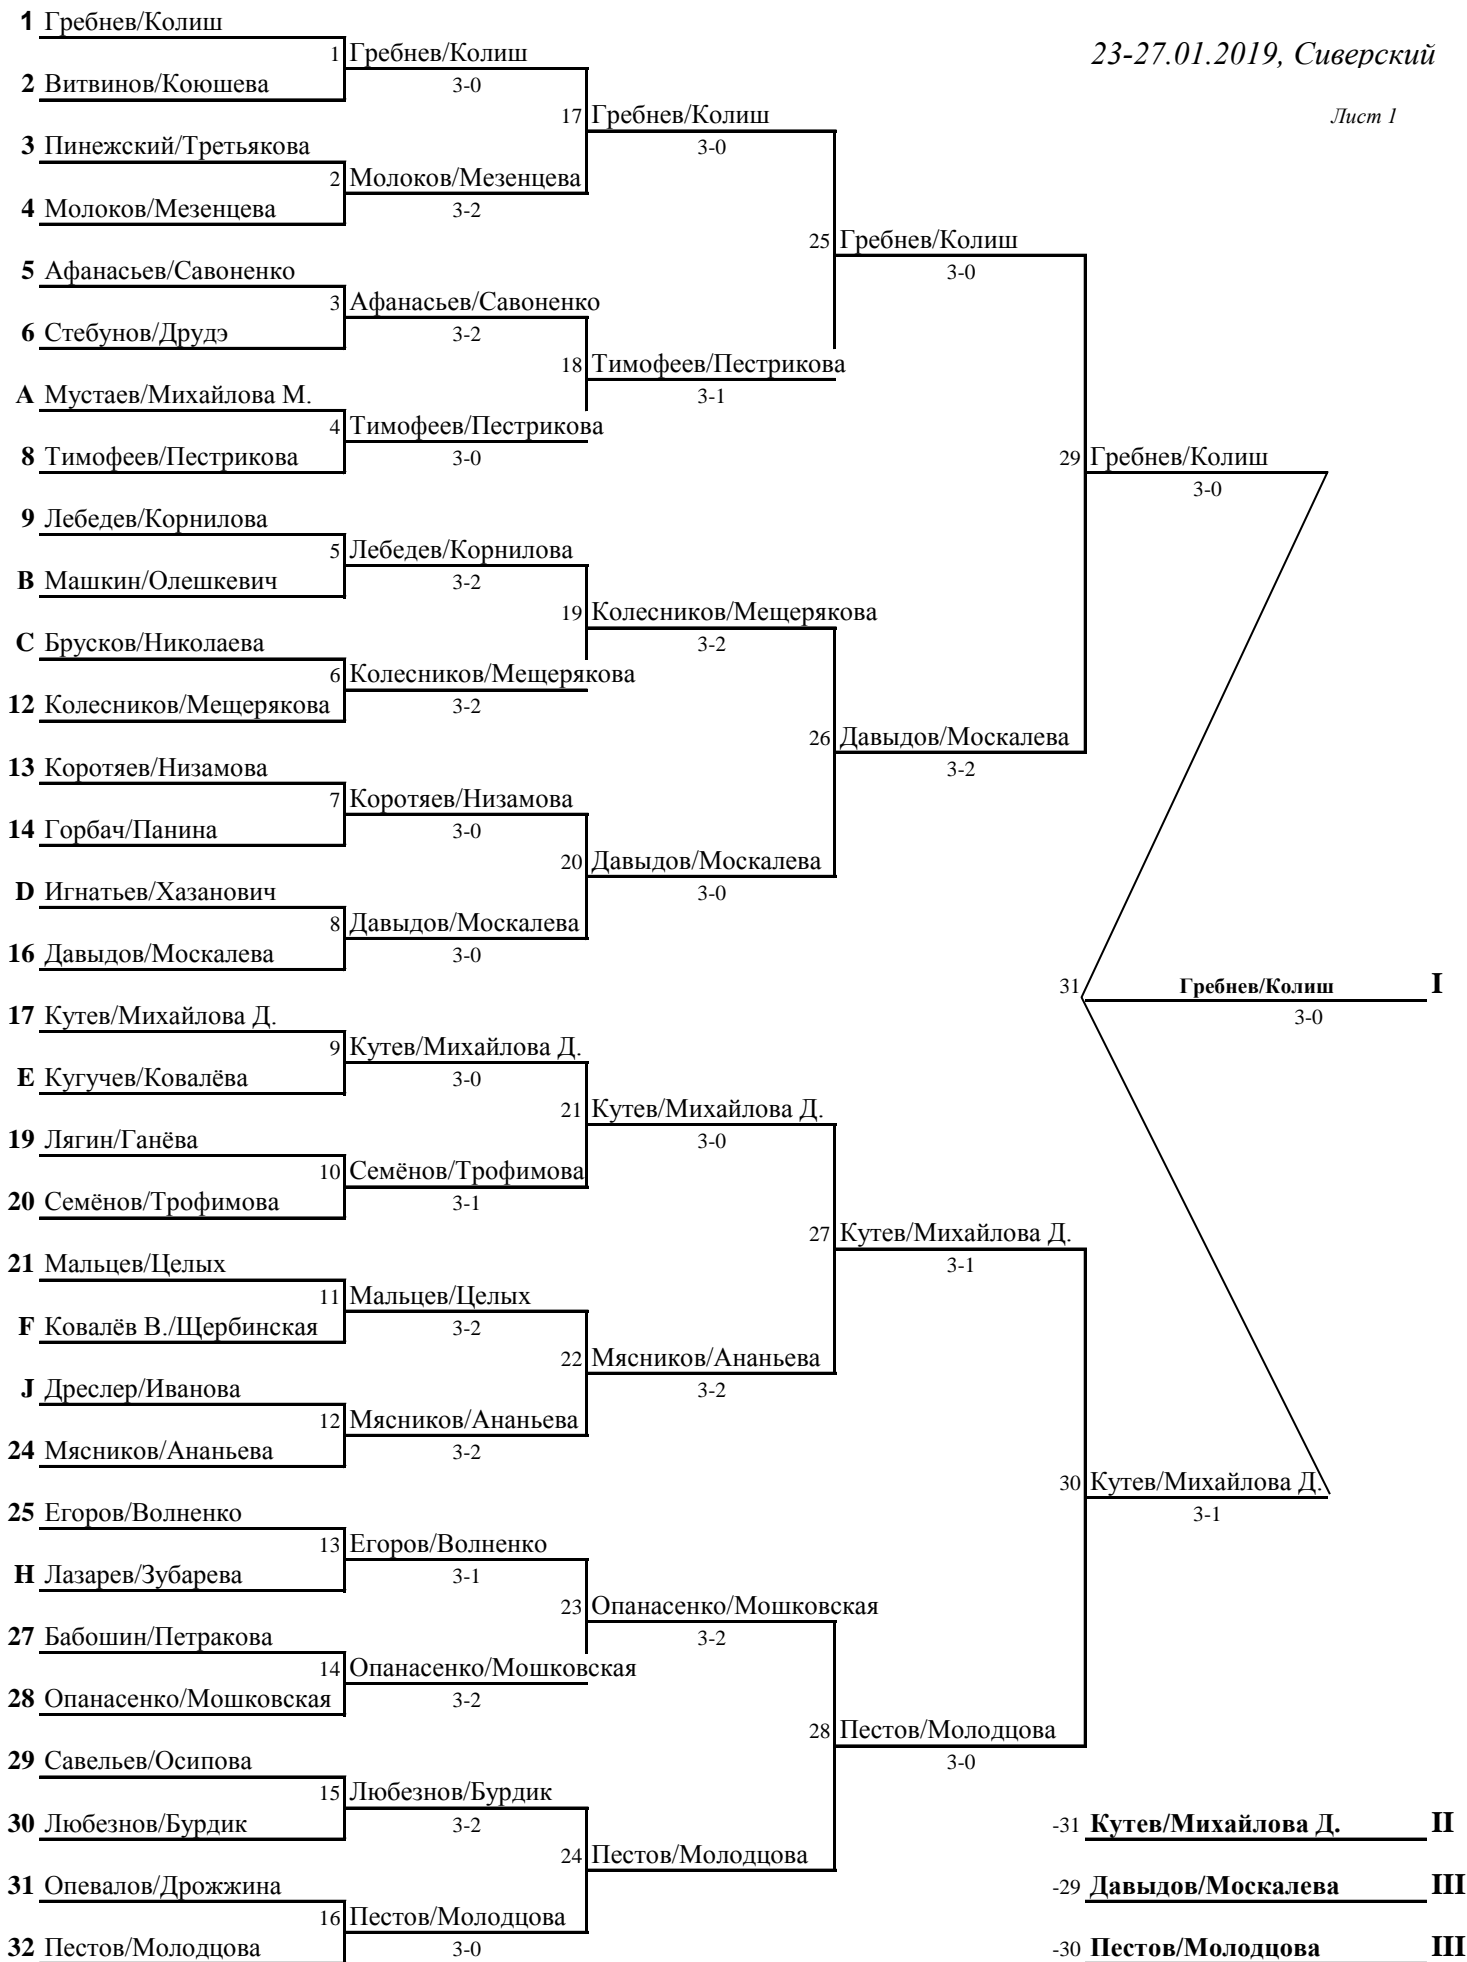 1 Гребнев/Колиш
1 Гребнев/Колиш
23-27.01.2019, Сиверский
2 Витвинов/Коюшева
3-0
17 Гребнев/Колиш
Лист 1
3 Пинежский/Третьякова
3-0
2 Молоков/Мезенцева
4 Молоков/Мезенцева
3-2
25 Гребнев/Колиш
5 Афанасьев/Савоненко
3-0
3 Афанасьев/Савоненко
6 Стебунов/Друдэ
3-2
18 Тимофеев/Пестрикова
A Мустаев/Михайлова М.
3-1
4 Тимофеев/Пестрикова
8 Тимофеев/Пестрикова
3-0
29 Гребнев/Колиш
3-0
9 Лебедев/Корнилова
5 Лебедев/Корнилова
B Машкин/Олешкевич
3-2
19 Колесников/Мещерякова
C Брусков/Николаева
3-2
6 Колесников/Мещерякова
12 Колесников/Мещерякова
3-2
26 Давыдов/Москалева
13 Коротяев/Низамова
3-2
7 Коротяев/Низамова
14 Горбач/Панина
3-0
20 Давыдов/Москалева
D Игнатьев/Хазанович
3-0
8 Давыдов/Москалева
16 Давыдов/Москалева
3-0
31 Гребнев/Колиш I
17 Кутев/Михайлова Д.
3-0
9 Кутев/Михайлова Д.
E Кугучев/Ковалёва
3-0
21 Кутев/Михайлова Д.
19 Лягин/Ганёва
3-0
10 Семёнов/Трофимова
20 Семёнов/Трофимова
3-1
27 Кутев/Михайлова Д.
21 Мальцев/Целых
3-1
11 Мальцев/Целых
F Ковалёв В./Щербинская
3-2
22 Мясников/Ананьева
J Дреслер/Иванова
3-2
12 Мясников/Ананьева
24 Мясников/Ананьева
3-2
30 Кутев/Михайлова Д.
25 Егоров/Волненко
3-1
13 Егоров/Волненко
H Лазарев/Зубарева
3-1
23 Опанасенко/Мошковская
27 Бабошин/Петракова
3-2
14 Опанасенко/Мошковская
28 Опанасенко/Мошковская
3-2
28 Пестов/Молодцова
29 Савельев/Осипова
3-0
15 Любезнов/Бурдик
30 Любезнов/Бурдик
3-2
-31 Кутев/Михайлова Д. II
24 Пестов/Молодцова
31 Опевалов/Дрожжина
-29 Давыдов/Москалева III
16 Пестов/Молодцова
32 Пестов/Молодцова
3-0
-30 Пестов/Молодцова III